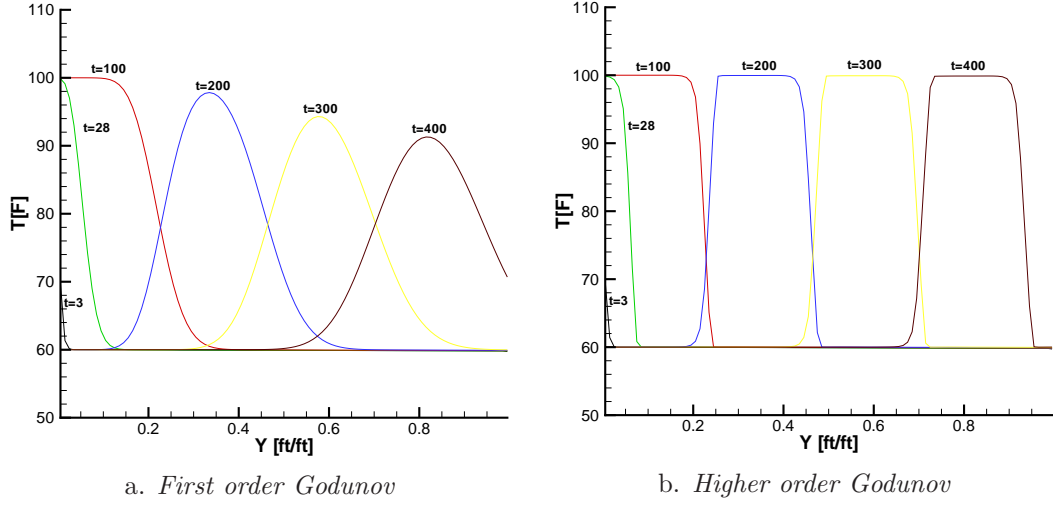 110
100
90
80
70
60
50
T[F]
t=100
t=28
t=3
t=200
t=300
t=400
0.2
0.4
0.6
0.8
Y [ft/ft]
a. First order Godunov
110
100
90
80
70
60
50
T[F]
t=100
t=28
t=3
t=200
t=300
t=400
0.2
0.4
0.6
0.8
Y [ft/ft]
b. Higher order Godunov